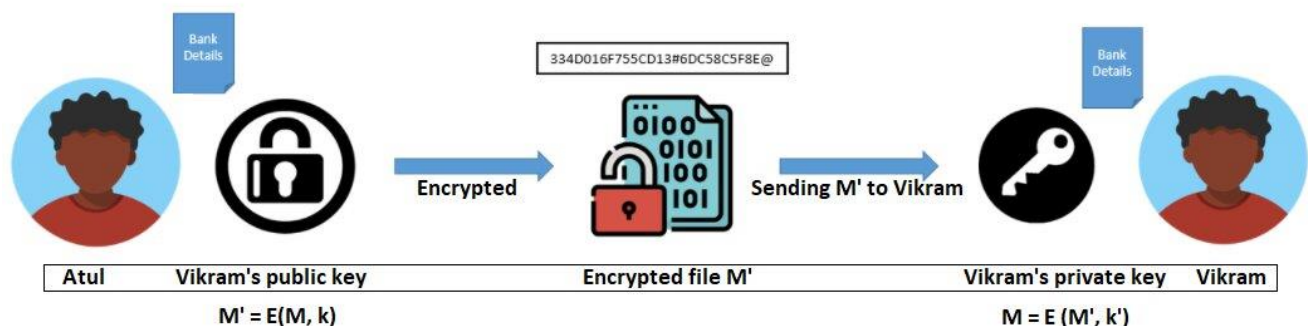 Bank
Details
334D016F755CD13#6DC58C5F8E@
Bank
Details
0100
0101
100
101
Encrypted
Sending M' to Vikram
Atul Vikram's public key Encrypted file M' Vikram's private key Vikram
M' = E(M, k) M = E (M', k')